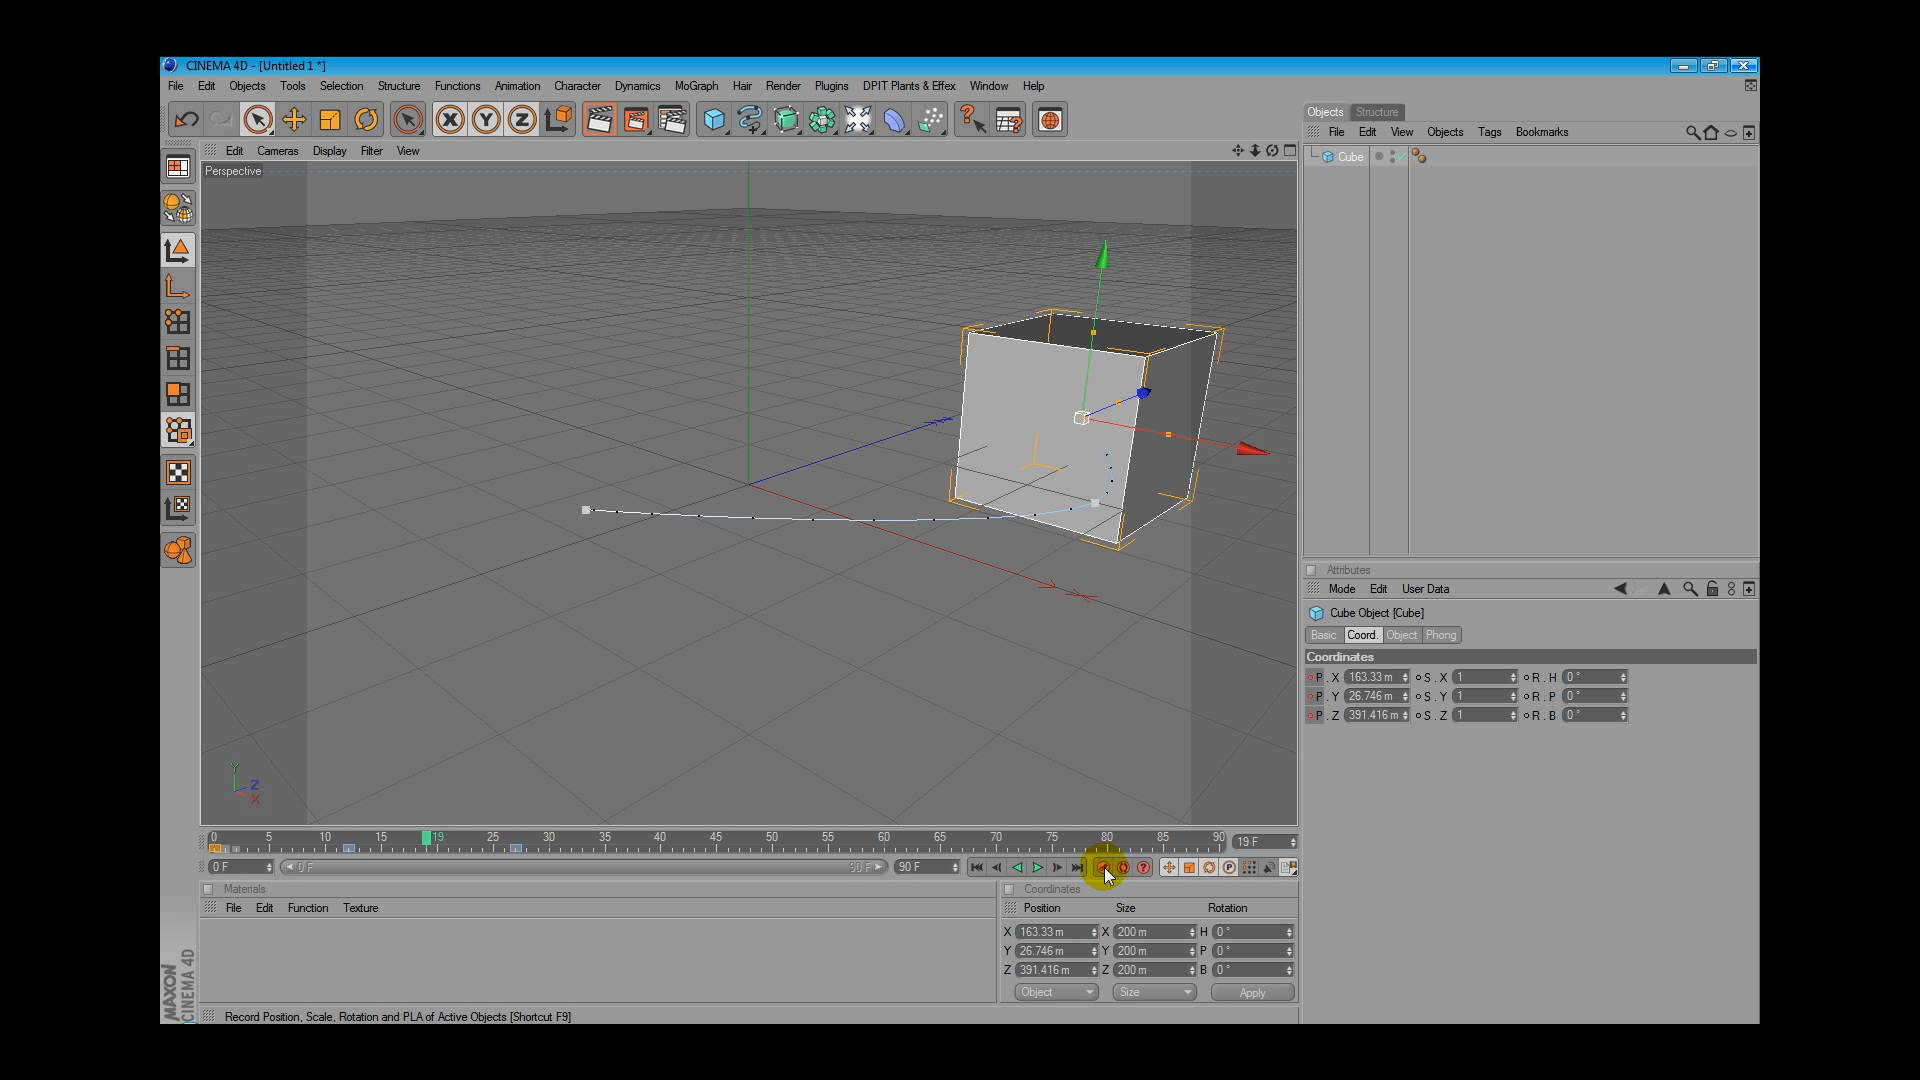 CINEMA 4D - [Untitled 1 *]
File Edit Objects Tools Selection Structure Functions Animation Character Dynamics MoGraph Hair Render Plugins DPIT Plants & Effex Window Help
X Y Z
Objects Structure
File Edit View Objects Tags Bookmarks
Cube
Edit Cameras Display Filter View
Perspective
Y
Z
X
Attributes
Mode Edit User Data
Cube Object [Cube]
Basic Coord. Object Phong
Coordinates
P . X 163.33 m S . X 1 R . H 0 °
P . Y 26.746 m S . Y 1 R . P 0 °
P . Z 391.416 m S . Z 1 R . B 0 °
0 5 10 15 19 25 30 35 40 45 50 55 60 65 70 75 80 85 90 19 F
0 F 0 F 90 F 90 F
Materials
File Edit Function Texture
Coordinates
Position Size Rotation
X 163.33 m X 200 m H 0 °
Y 26.746 m Y 200 m P 0 °
Z 391.416 m Z 200 m B 0 °
Object Size Apply
MAXON
CINEMA 4D
Record Position, Scale, Rotation and PLA of Active Objects [Shortcut F9]